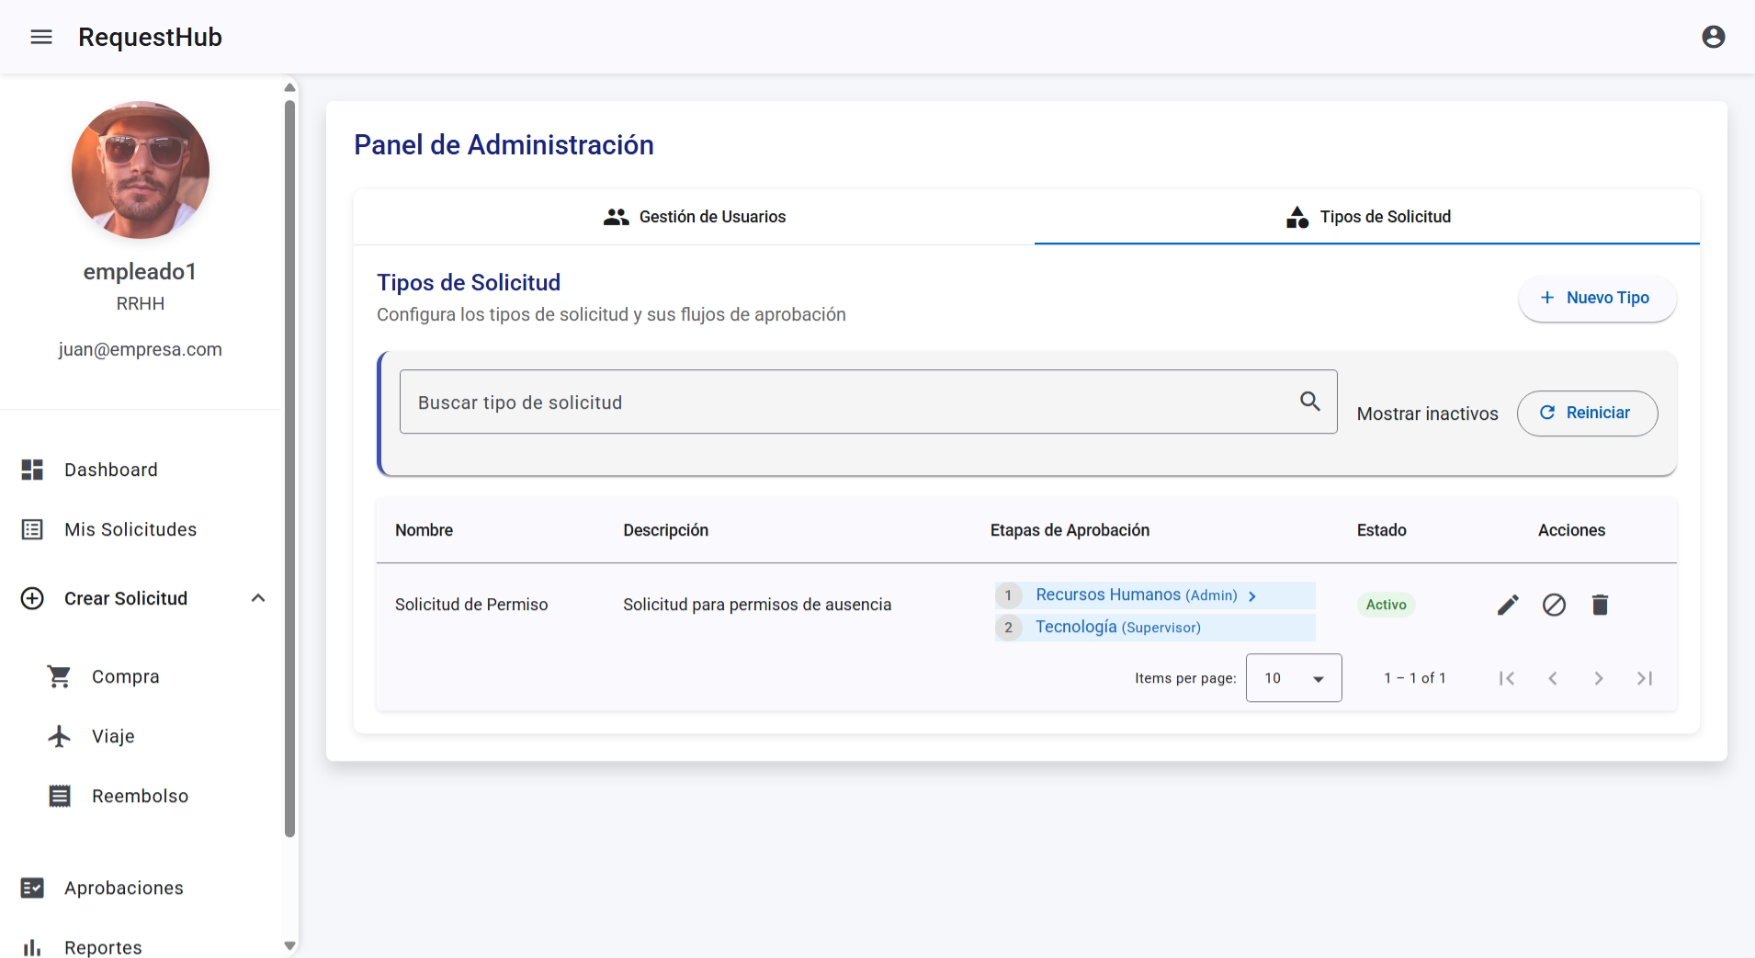 RequestHub
empleado1
RRHH
juan@empresa.com
Dashboard
Mis Solicitudes
Crear Solicitud
Compra
Viaje
Reembolso
Aprobaciones
Reportes
Panel de Administración
Gestión de Usuarios
Tipos de Solicitud
Tipos de Solicitud
Configura los tipos de solicitud y sus flujos de aprobación
+ Nuevo Tipo
Buscar tipo de solicitud
Mostrar inactivos
Reiniciar
Nombre Descripción Etapas de Aprobación Estado Acciones
Solicitud de Permiso Solicitud para permisos de ausencia
1 Recursos Humanos (Admin)
2 Tecnología (Supervisor)
Activo
Items per page: 10 1 – 1 of 1